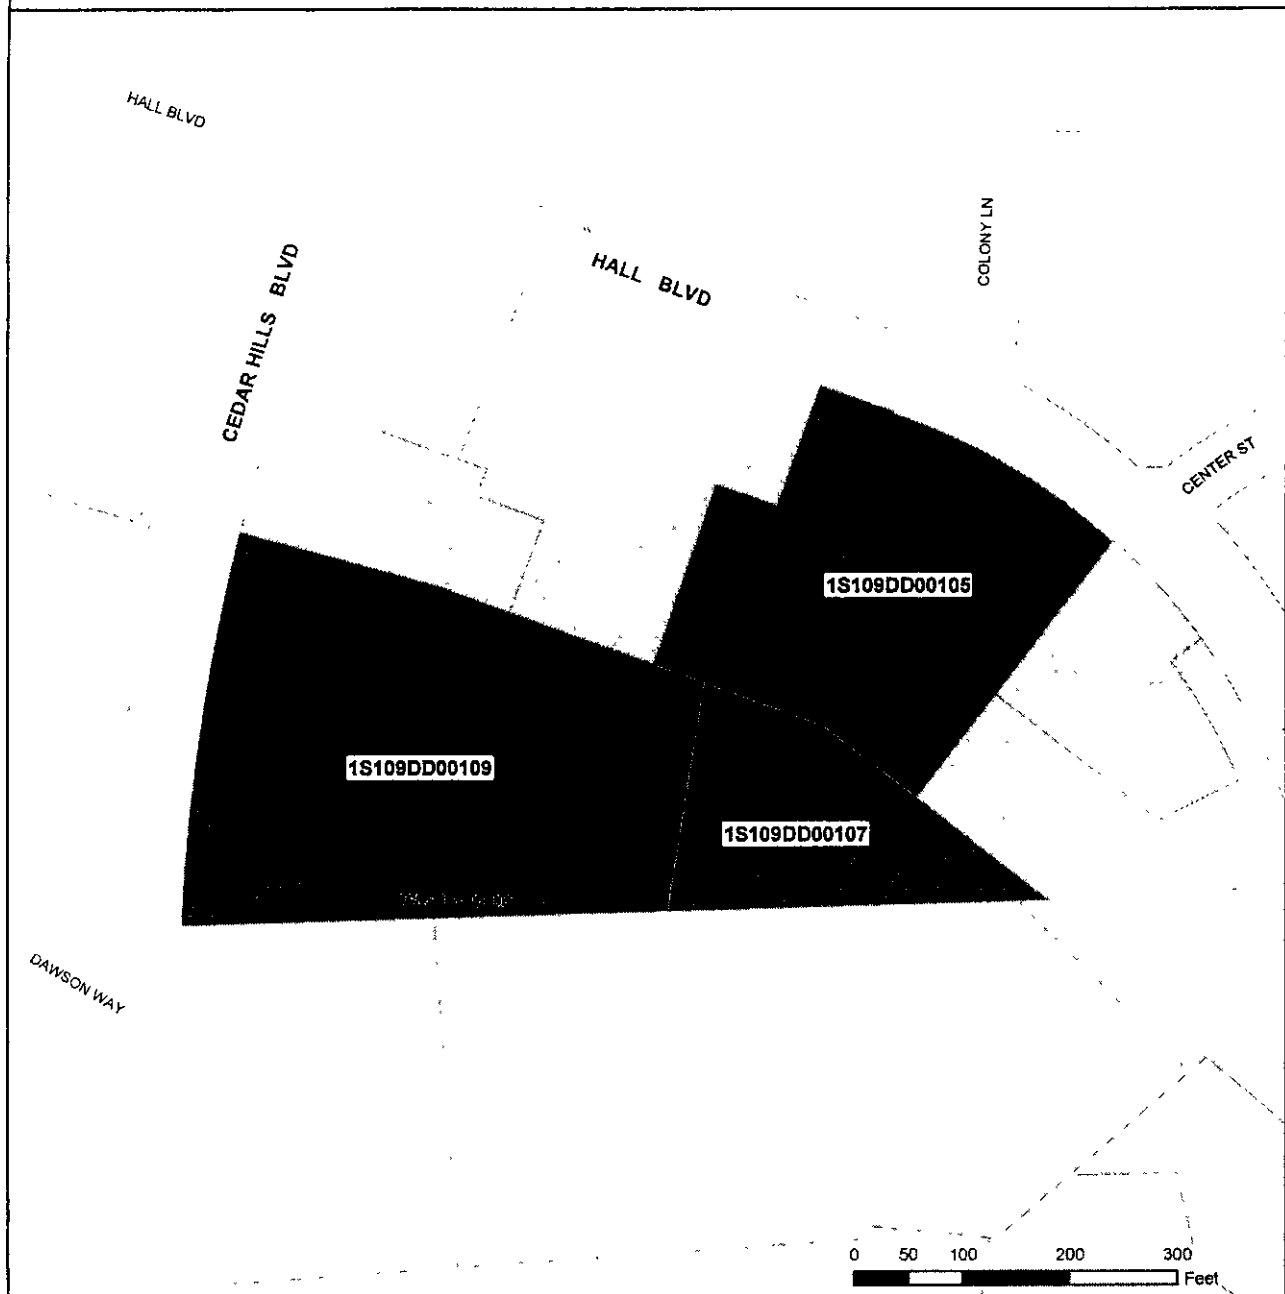 HALL BLVD
COLONY LN
CEDAR HILLS BLVD
HALL BLVD
CENTER ST
1S109DD00105
1S109DD00109
1S109DD00107
DAWSON WAY
0 50 100 200 300
Feet